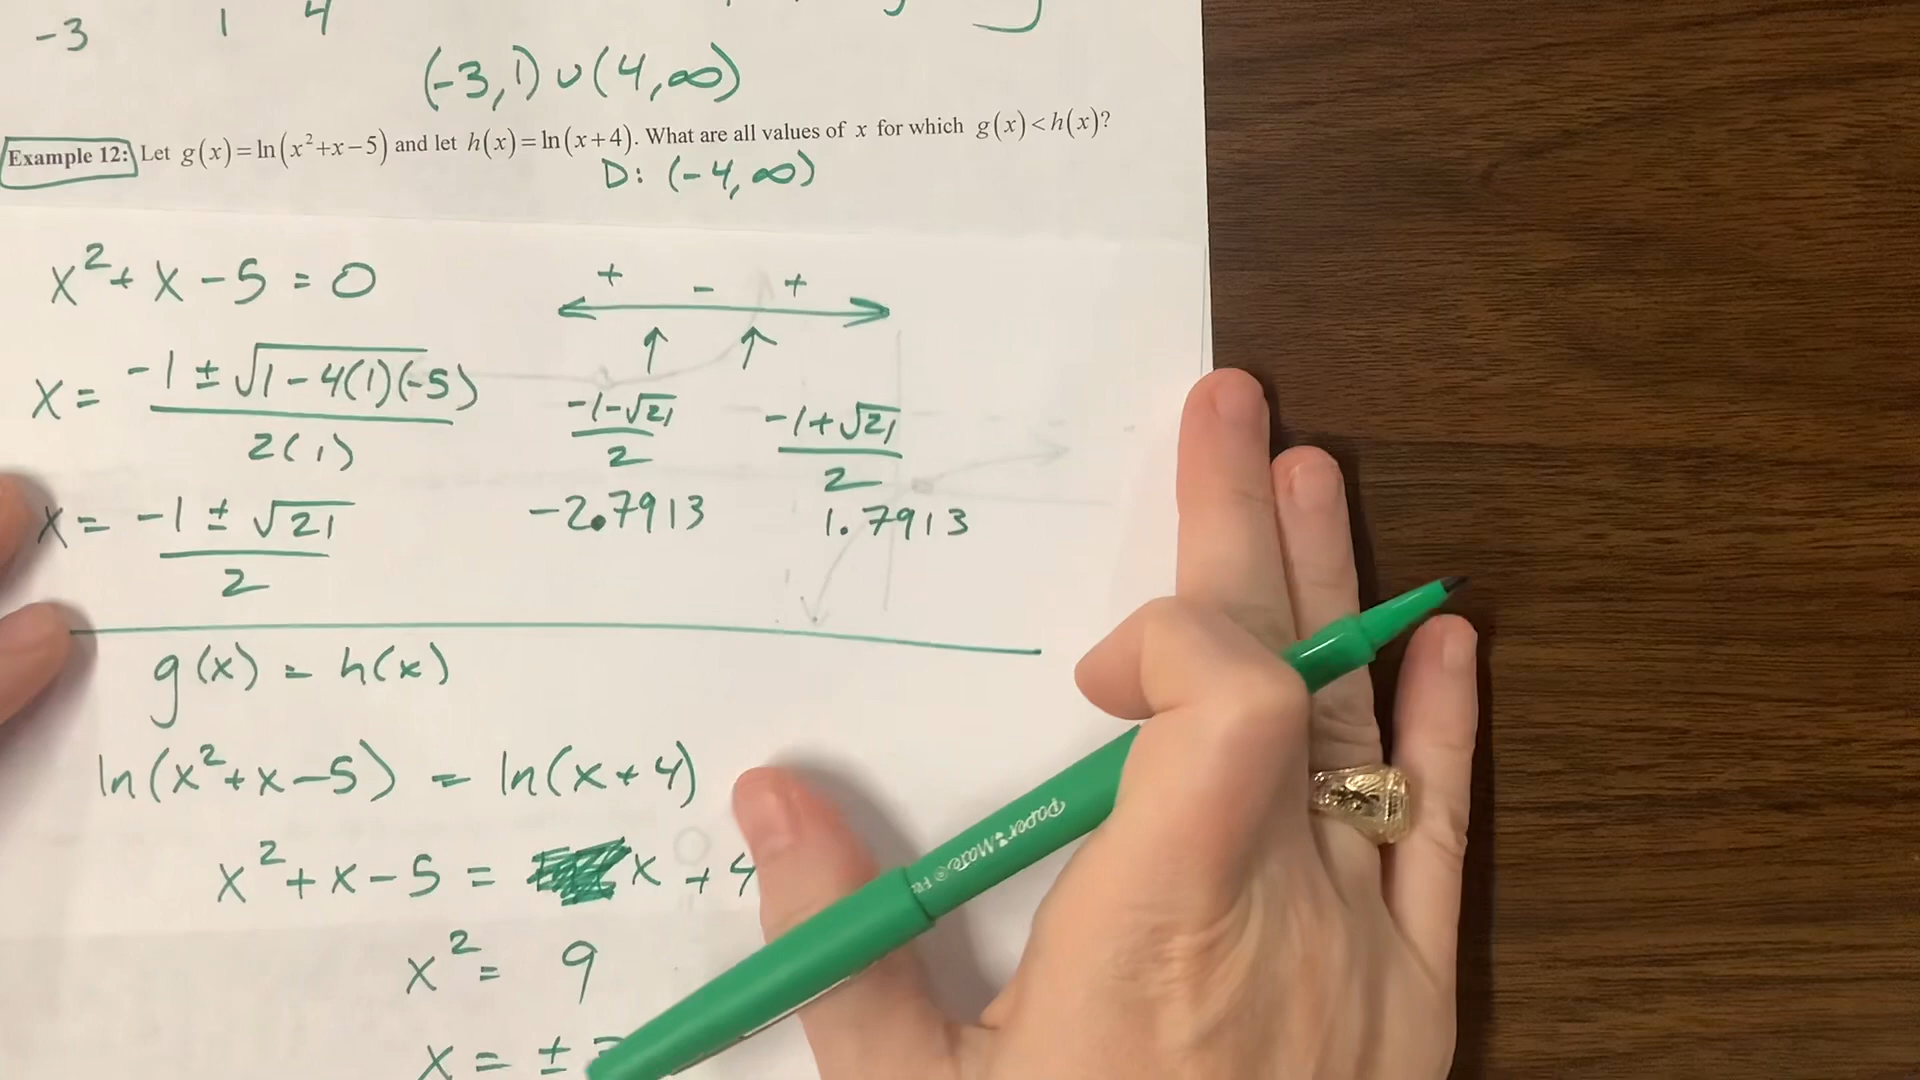 -3 1 4
(-3,1)∪(4,∞)
Example 12: Let g(x)=ln(x²+x−5) and let h(x)=ln(x+4). What are all values of x for which g(x)<h(x)?
D: (-4,∞)
x² + x - 5 = 0
+ - +
x = (-1 ± √(1-4(1)(-5)))/2(1)
(-1-√21)/2 (-1+√21)/2
-2.7913 1.7913
x = (-1 ± √21)/2
g(x) = h(x)
ln(x²+x-5) = ln(x+4)
x²+x-5 = x + 4
x² = 9
x = ±
Paper Mate